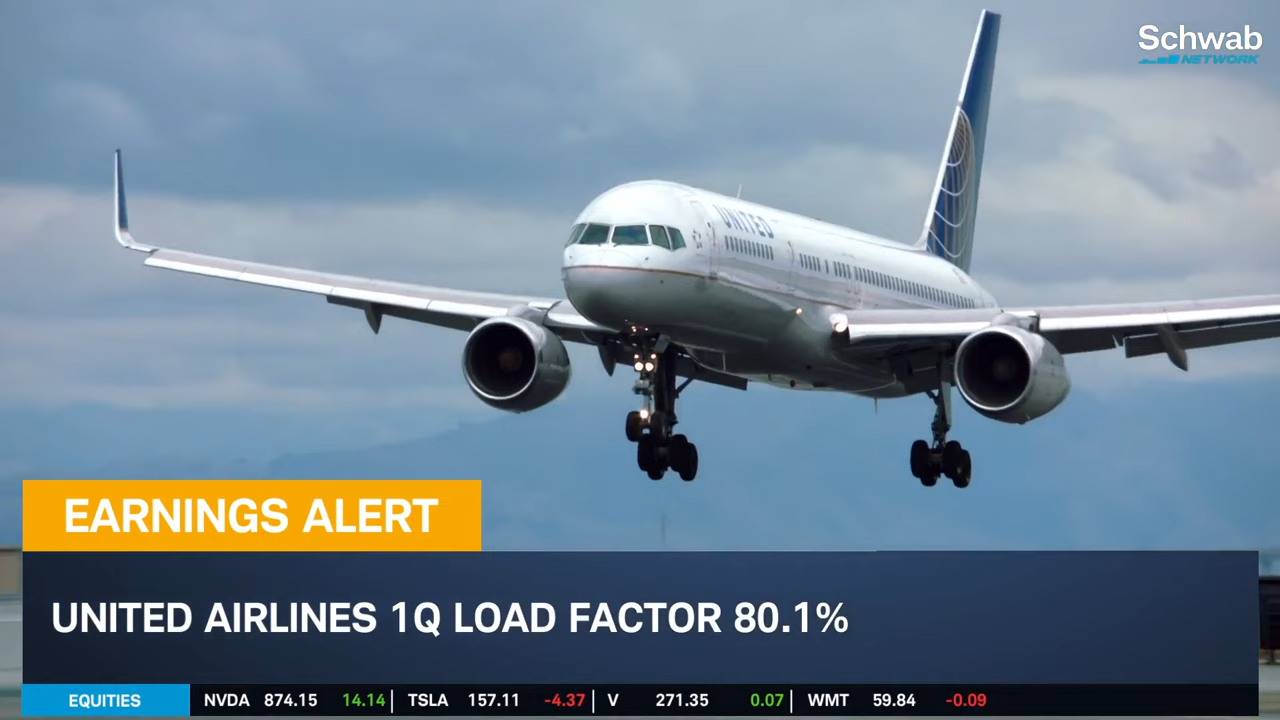 Schwab
NETWORK
UNITED
EARNINGS ALERT
UNITED AIRLINES 1Q LOAD FACTOR 80.1%
EQUITIES NVDA 874.15 14.14 TSLA 157.11 -4.37 V 271.35 0.07 WMT 59.84 -0.09